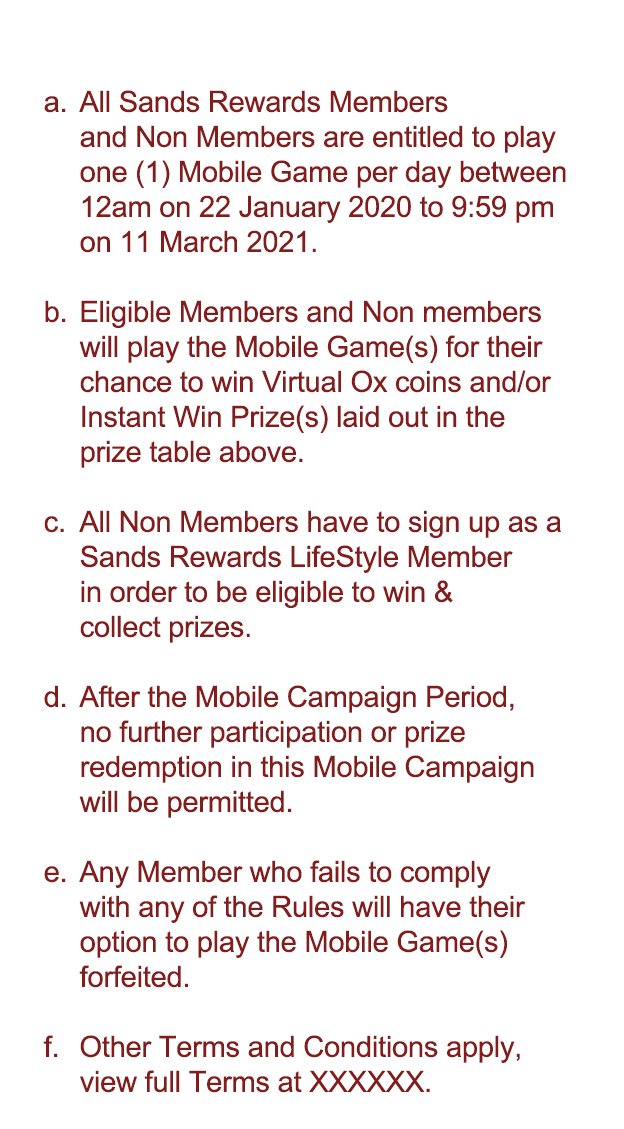 a. All Sands Rewards Members
and Non Members are entitled to play
one (1) Mobile Game per day between
12am on 22 January 2020 to 9:59 pm
on 11 March 2021.
b. Eligible Members and Non members
will play the Mobile Game(s) for their
chance to win Virtual Ox coins and/or
Instant Win Prize(s) laid out in the
prize table above.
c. All Non Members have to sign up as a
Sands Rewards LifeStyle Member
in order to be eligible to win &
collect prizes.
d. After the Mobile Campaign Period,
no further participation or prize
redemption in this Mobile Campaign
will be permitted.
e. Any Member who fails to comply
with any of the Rules will have their
option to play the Mobile Game(s)
forfeited.
f. Other Terms and Conditions apply,
view full Terms at XXXXXX.